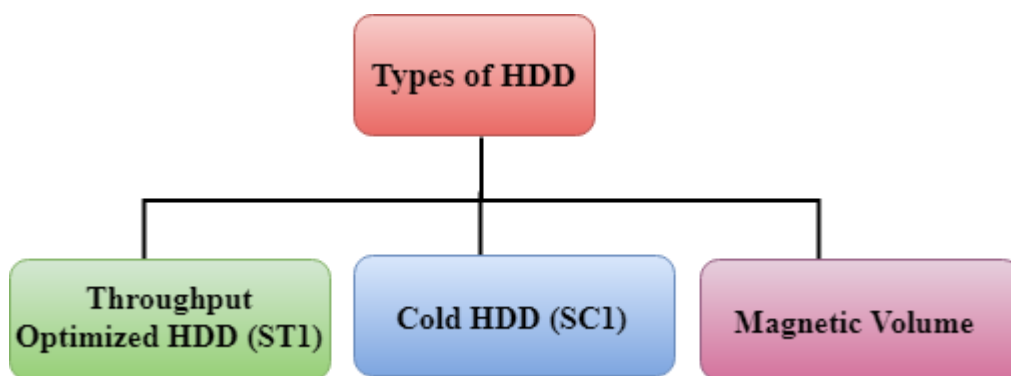 Types of HDD
Throughput
Optimized HDD (ST1)
Cold HDD (SC1)
Magnetic Volume